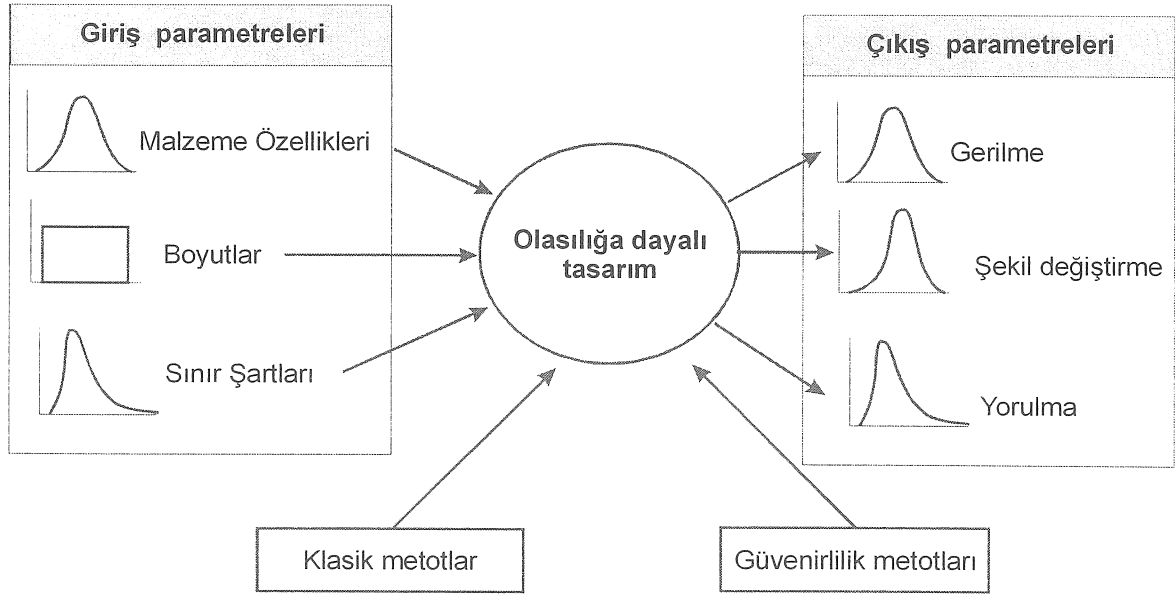 Giriş parametreleri
Malzeme Özellikleri
Boyutlar
Sınır Şartları
Olasılığa dayalı
tasarım
Çıkış parametreleri
Gerilme
Şekil değiştirme
Yorulma
Klasik metotlar
Güvenirlilik metotları